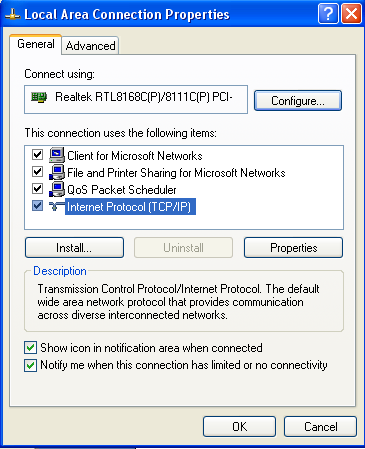 Local Area Connection Properties
General
Advanced
Connect using:
Realtek RTL8168C(P)/8111C(P) PCI-
Configure...
This connection uses the following items:
Client for Microsoft Networks
File and Printer Sharing for Microsoft Networks
QoS Packet Scheduler
Internet Protocol (TCP/IP)
Install...
Uninstall
Properties
Description
Transmission Control Protocol/Internet Protocol. The default
wide area network protocol that provides communication
across diverse interconnected networks.
Show icon in notification area when connected
Notify me when this connection has limited or no connectivity
OK
Cancel